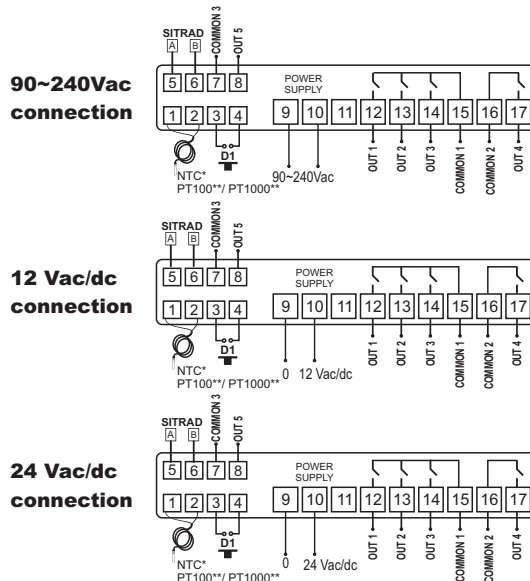 90~240Vac
connection
SITRAD
A B
COMMON 3
OUT 5
5 6 7 8
1 2 3 4
POWER
SUPPLY
9 10 11 12 13 14 15 16 17
D1
NTC*
PT100**/ PT1000**
90~240Vac
OUT 1
OUT 2
OUT 3
COMMON 1
COMMON 2
OUT 4
12 Vac/dc
connection
SITRAD
A B
COMMON 3
OUT 5
5 6 7 8
1 2 3 4
POWER
SUPPLY
9 10 11 12 13 14 15 16 17
D1
NTC*
PT100**/ PT1000**
0 12 Vac/dc
OUT 1
OUT 2
OUT 3
COMMON 1
COMMON 2
OUT 4
24 Vac/dc
connection
SITRAD
A B
COMMON 3
OUT 5
5 6 7 8
1 2 3 4
POWER
SUPPLY
9 10 11 12 13 14 15 16 17
D1
NTC*
PT100**/ PT1000**
0 24 Vac/dc
OUT 1
OUT 2
OUT 3
COMMON 1
COMMON 2
OUT 4